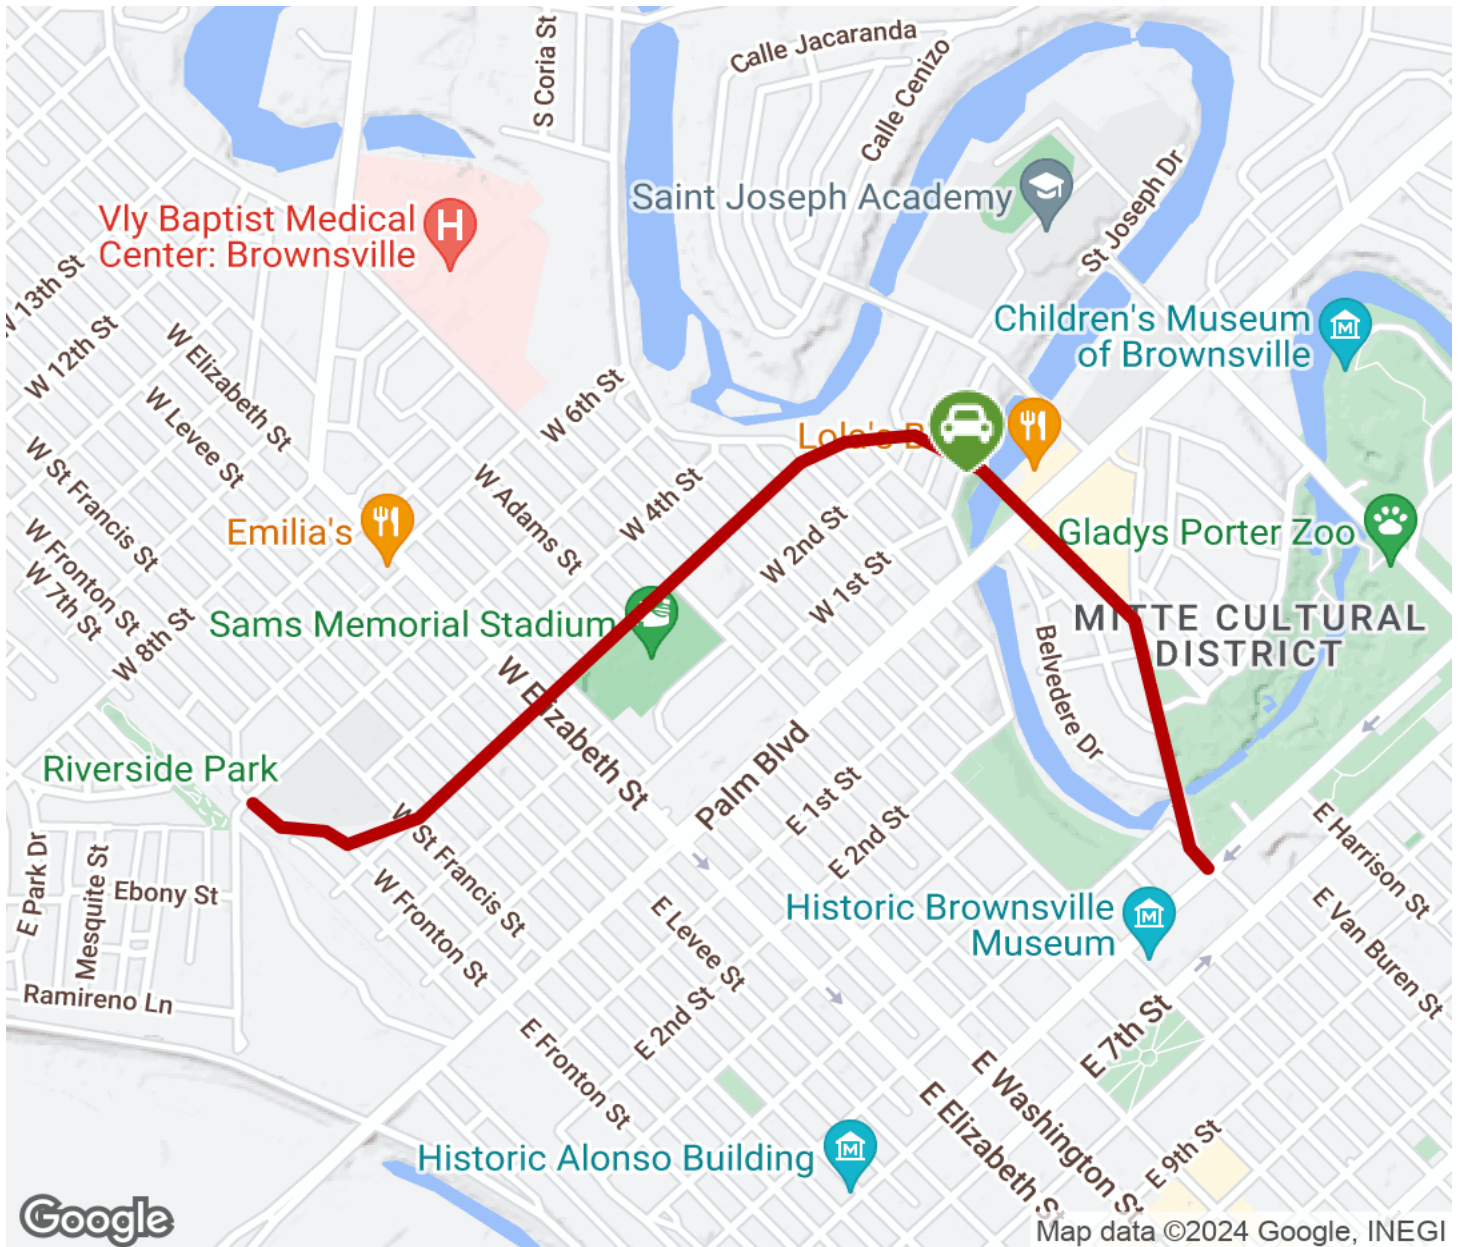 Calle Jacaranda
S Coria St
Calle Cenizo
Saint Joseph Academy
St Joseph Dr
Vly Baptist Medical
Center: Brownsville
W 13th St
Children's Museum
of Brownsville
W 12th St
W Elizabeth St
W Levee St
W 6th St
Lola's B
W St Francis St
W Adams St
W 4th St
Emilia's
W 2nd St
Gladys Porter Zoo
W Fronton St
W 7th St
W 1st St
Sams Memorial Stadium
W 8th St
MITTE CULTURAL
DISTRICT
Belvedere Dr
W Elizabeth St
Riverside Park
Palm Blvd
E 1st St
E Park Dr
Mesquite St
Ebony St
W St Francis St
E 2nd St
E Harrison St
W Fronton St
E Levee St
Historic Brownsville
Museum
E Van Buren St
Ramireno Ln
E 2nd St
E 7th St
E Fronton St
E Washington St
E Elizabeth St
Historic Alonso Building
E 9th St
Google
Map data ©2024 Google, INEGI